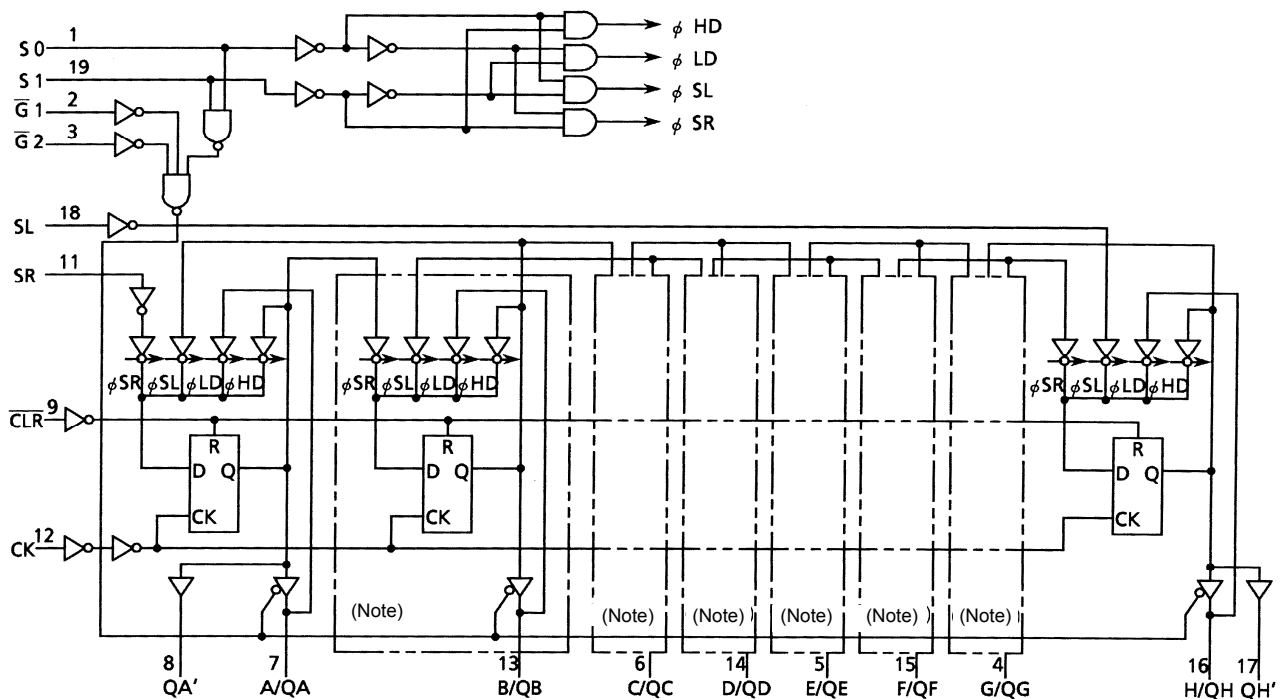 S0 1
φ HD
φ LD
S1 19
φ SL
G̅1 2
φ SR
G̅2 3
SL 18
SR 11
φSR φSL φLD φHD
φSR φSL φLD φHD
φSR φSL φLD φHD
C̅L̅R̅ 9
R
D Q
CK
R
D Q
CK
R
D Q
CK
CK 12
(Note)
(Note)
(Note)
(Note)
(Note)
(Note)
8 7 13 6 14 5 15 4 16 17
QA' A/QA B/QB C/QC D/QD E/QE F/QF G/QG H/QH QH'